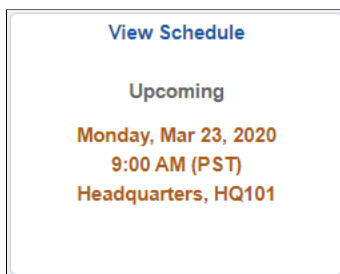 View Schedule
Upcoming
Monday, Mar 23, 2020
9:00 AM (PST)
Headquarters, HQ101